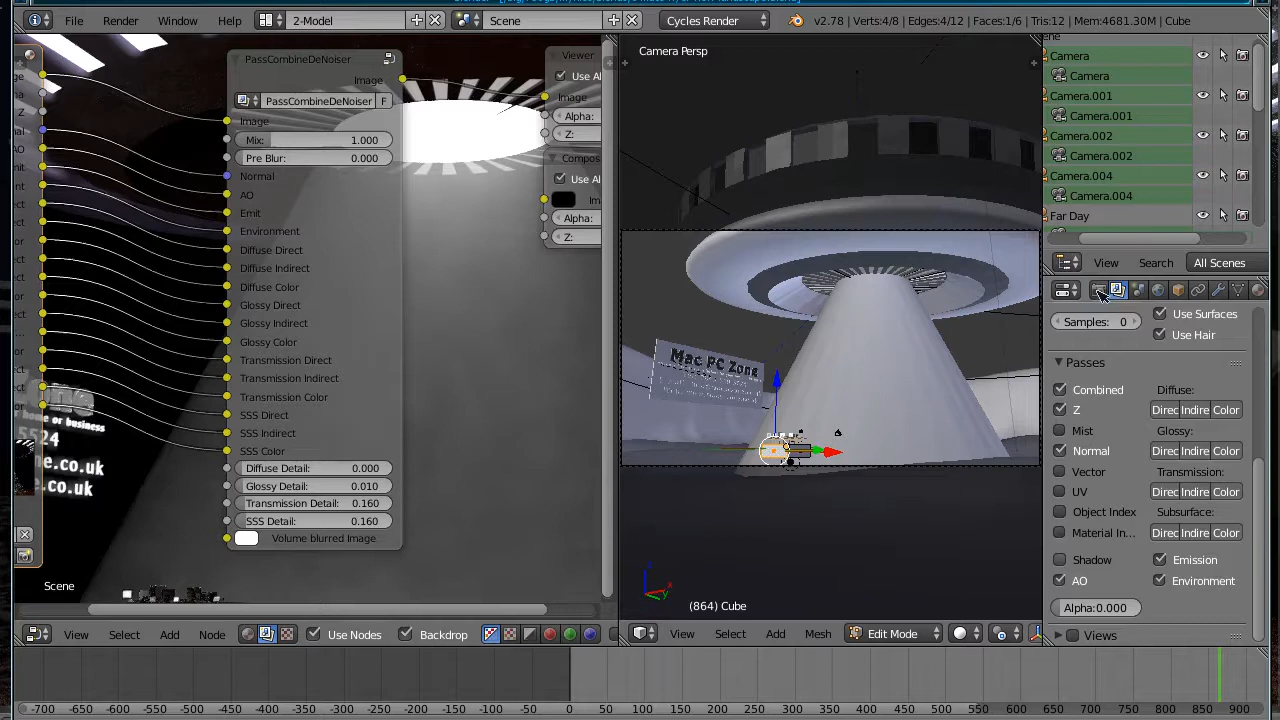 File Render Window Help 2-Model Scene Cycles Render v2.78 | Verts:4/8 | Edges:4/12 | Faces:1/6 | Tris:12 | Mem:4681.30M | Cube
PassCombineDeNoiser
Image
PassCombineDeNoiser F
Image
Mix: 1.000
Pre Blur: 0.000
Normal
AO
Emit
Environment
Diffuse Direct
Diffuse Indirect
Diffuse Color
Glossy Direct
Glossy Indirect
Glossy Color
Transmission Direct
Transmission Indirect
Transmission Color
SSS Direct
SSS Indirect
SSS Color
Diffuse Detail: 0.000
Glossy Detail: 0.010
Transmission Detail: 0.160
SSS Detail: 0.160
Volume blurred Image
Viewer
Use Al
Image
Alpha:
Z:
Compos
Use Al
Im
Alpha:
Z:
ome or business
5524
e.co.uk
e.co.uk
Scene
View Select Add Node Use Nodes Backdrop
Camera Persp
Mac PC Zone
(864) Cube
View Select Add Mesh Edit Mode
Camera
Camera
Camera.001
Camera.001
Camera.002
Camera.002
Camera.004
Camera.004
Far Day
View Search All Scenes
Samples: 0 Use Surfaces
Use Hair
Passes
Combined Diffuse:
Z Direc Indire Color
Mist Glossy:
Normal Direc Indire Color
Vector Transmission:
UV Direc Indire Color
Object Index Subsurface:
Material In... Direc Indire Color
Shadow Emission
AO Environment
Alpha:0.000
Views
-700 -650 -600 -550 -500 -450 -400 -350 -300 -250 -200 -150 -100 -50 0 50 100 150 200 250 300 350 400 450 500 550 600 650 700 750 800 850 900